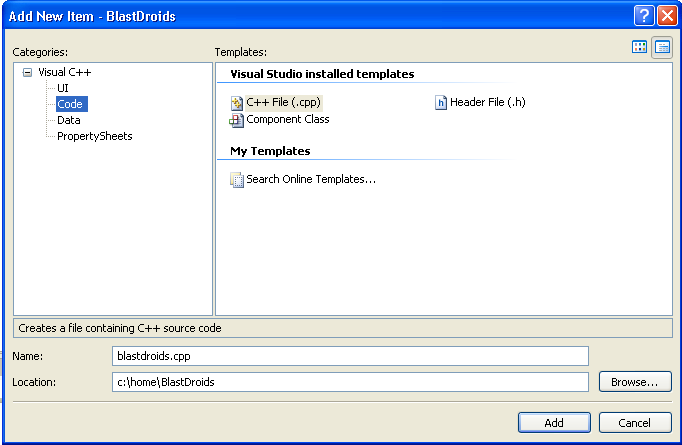 Add New Item - BlastDroids
Categories:
Templates:
Visual C++
UI
Code
Data
PropertySheets
Visual Studio installed templates
C++ File (.cpp)
Header File (.h)
Component Class
My Templates
Search Online Templates...
Creates a file containing C++ source code
Name:
blastdroids.cpp
Location:
c:\home\BlastDroids
Browse...
Add
Cancel